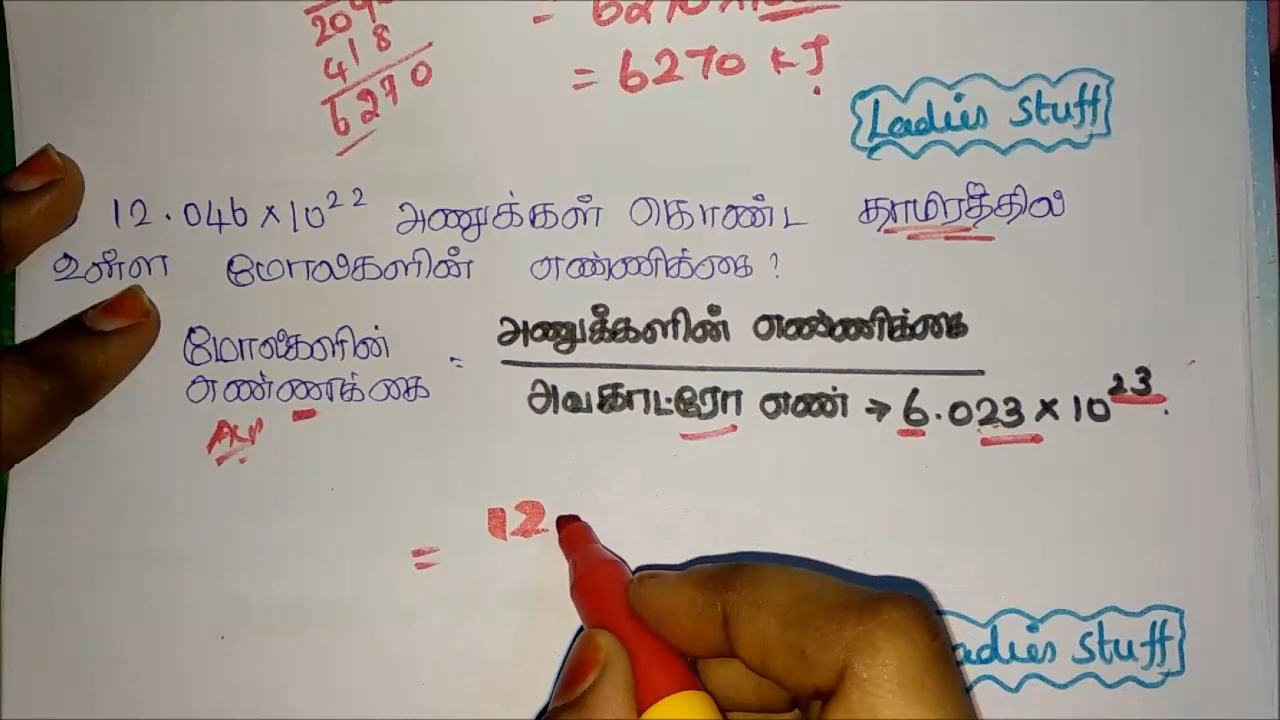 418
6270
= 6270 KJ
Ladies Stuff
12.046×10²² அணுக்கள் கொண்ட தாமிரத்தில்
உள்ள மோல்களின் எண்ணிக்கை?
மோல்களின் எண்ணிக்கை = அணுக்களின் எண்ணிக்கை
அவகாட்ரோ எண் → 6.023×10²³.
= 12
Ladies Stuff